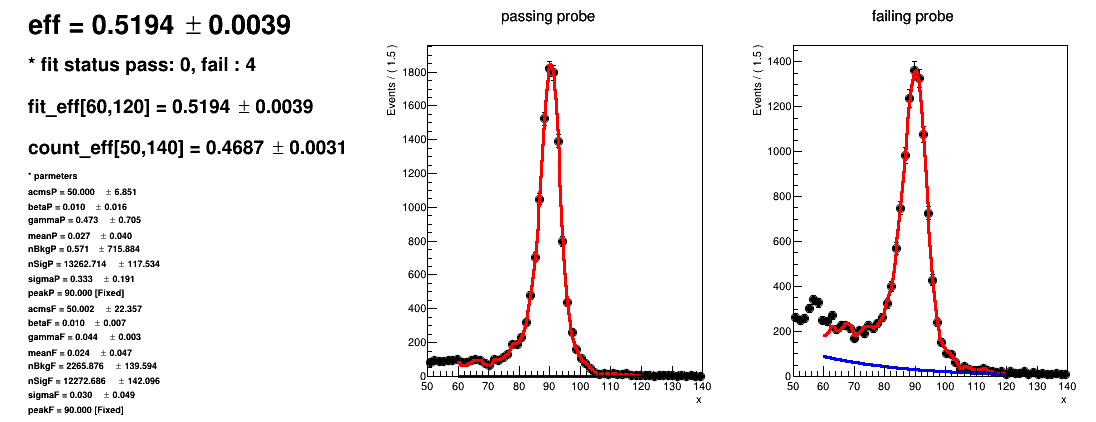 eff = 0.5194 ± 0.0039
* fit status pass: 0, fail : 4
fit_eff[60,120] = 0.5194 ± 0.0039
count_eff[50,140] = 0.4687 ± 0.0031
* parmeters
acmsP = 50.000 ± 6.851
betaP = 0.010 ± 0.016
gammaP = 0.473 ± 0.705
meanP = 0.027 ± 0.040
nBkgP = 0.571 ± 715.884
nSigP = 13262.714 ± 117.534
sigmaP = 0.333 ± 0.191
peakP = 90.000 [Fixed]
acmsF = 50.002 ± 22.357
betaF = 0.010 ± 0.007
gammaF = 0.044 ± 0.003
meanF = 0.024 ± 0.047
nBkgF = 2265.876 ± 139.594
nSigF = 12272.686 ± 142.096
sigmaF = 0.030 ± 0.049
peakF = 90.000 [Fixed]
passing probe
Events / ( 1.5 )
1800
1600
1400
1200
1000
800
600
400
200
0
50 60 70 80 90 100 110 120 130 140
x
failing probe
Events / ( 1.5 )
1400
1200
1000
800
600
400
200
0
50 60 70 80 90 100 110 120 130 140
x